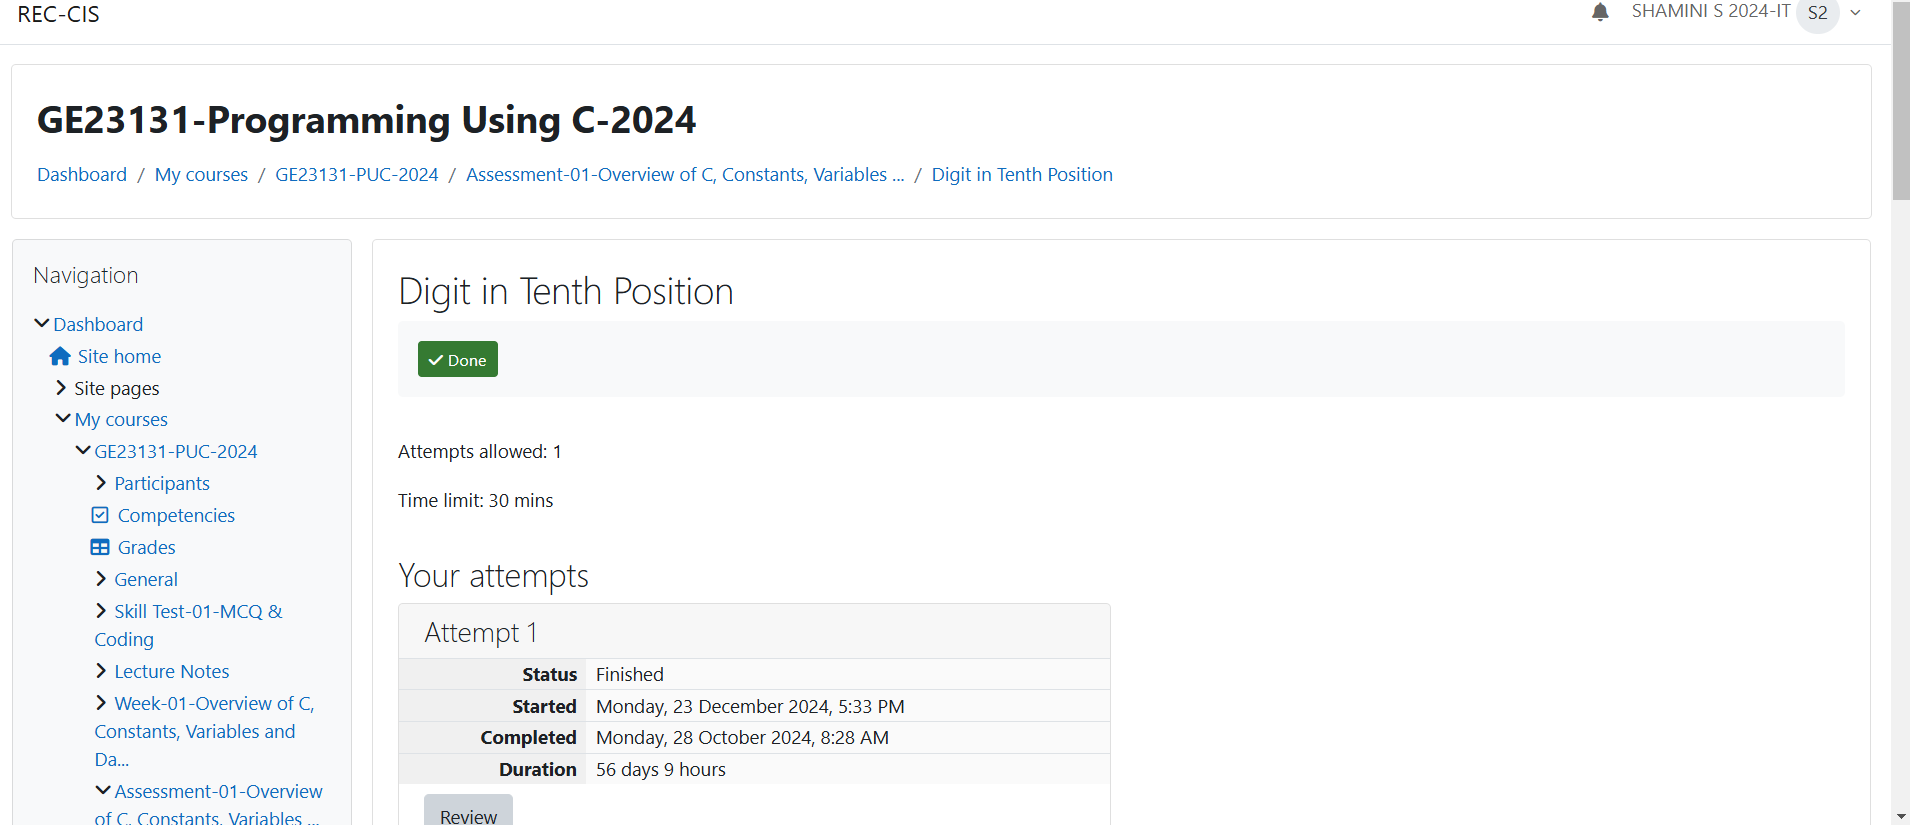 REC-CIS
SHAMINI S 2024-IT S2
GE23131-Programming Using C-2024
Dashboard / My courses / GE23131-PUC-2024 / Assessment-01-Overview of C, Constants, Variables ... / Digit in Tenth Position
Navigation
Dashboard
Site home
Site pages
My courses
GE23131-PUC-2024
Participants
Competencies
Grades
General
Skill Test-01-MCQ &
Coding
Lecture Notes
Week-01-Overview of C,
Constants, Variables and
Da...
Assessment-01-Overview
of C, Constants, Variables ...
Digit in Tenth Position
Done
Attempts allowed: 1
Time limit: 30 mins
Your attempts
Attempt 1
Status Finished
Started Monday, 23 December 2024, 5:33 PM
Completed Monday, 28 October 2024, 8:28 AM
Duration 56 days 9 hours
Review